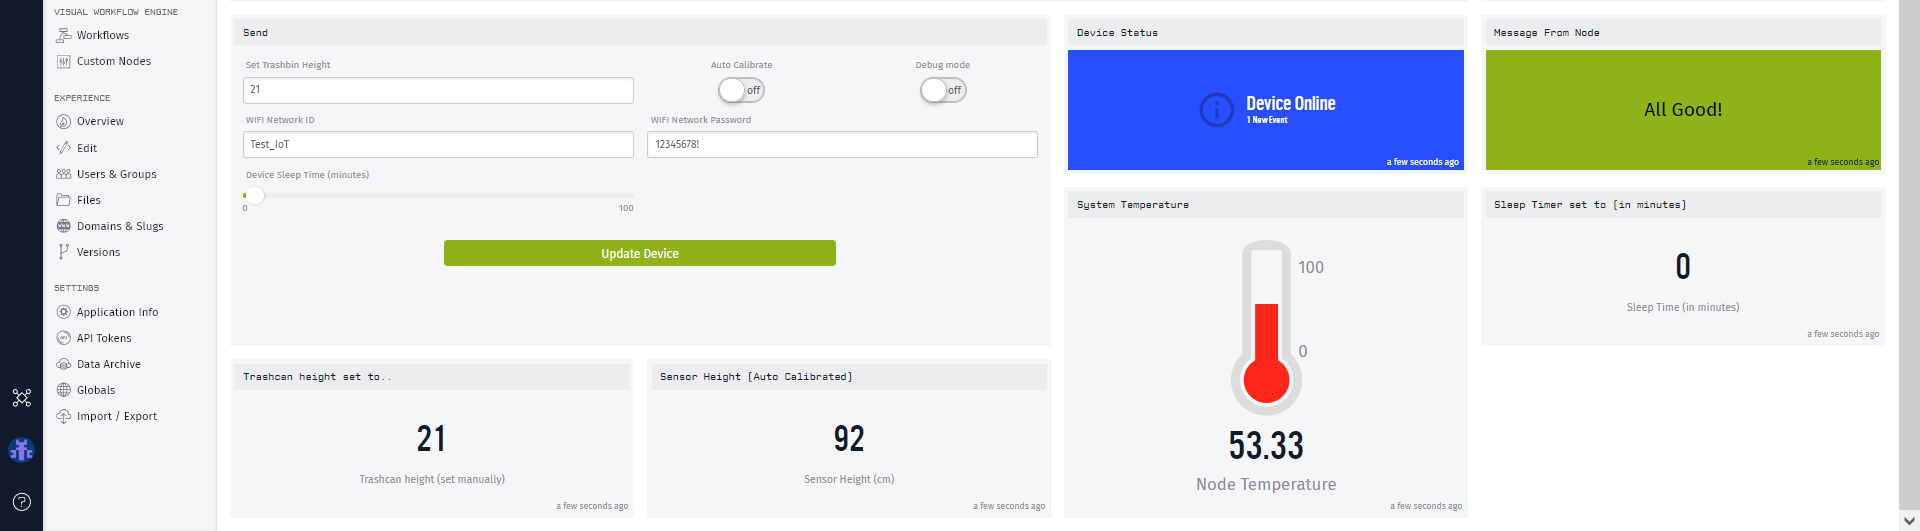 VISUAL WORKFLOW ENGINE
Workflows
Custom Nodes
EXPERIENCE
Overview
Edit
Users & Groups
Files
Domains & Slugs
Versions
SETTINGS
Application Info
API Tokens
Data Archive
Globals
Import / Export
Send
Set Trashbin Height
21
Auto Calibrate
off
Debug mode
off
WIFI Network ID
Test_IoT
WIFI Network Password
12345678!
Device Sleep Time (minutes)
0
100
Update Device
Device Status
Device Online
1 New Event
a few seconds ago
Message From Node
All Good!
a few seconds ago
System Temperature
100
0
53.33
Node Temperature
a few seconds ago
Sleep Timer set to [in minutes]
0
Sleep Time (in minutes)
a few seconds ago
Trashcan height set to..
21
Trashcan height (set manually)
a few seconds ago
Sensor Height [Auto Calibrated]
92
Sensor Height (cm)
a few seconds ago